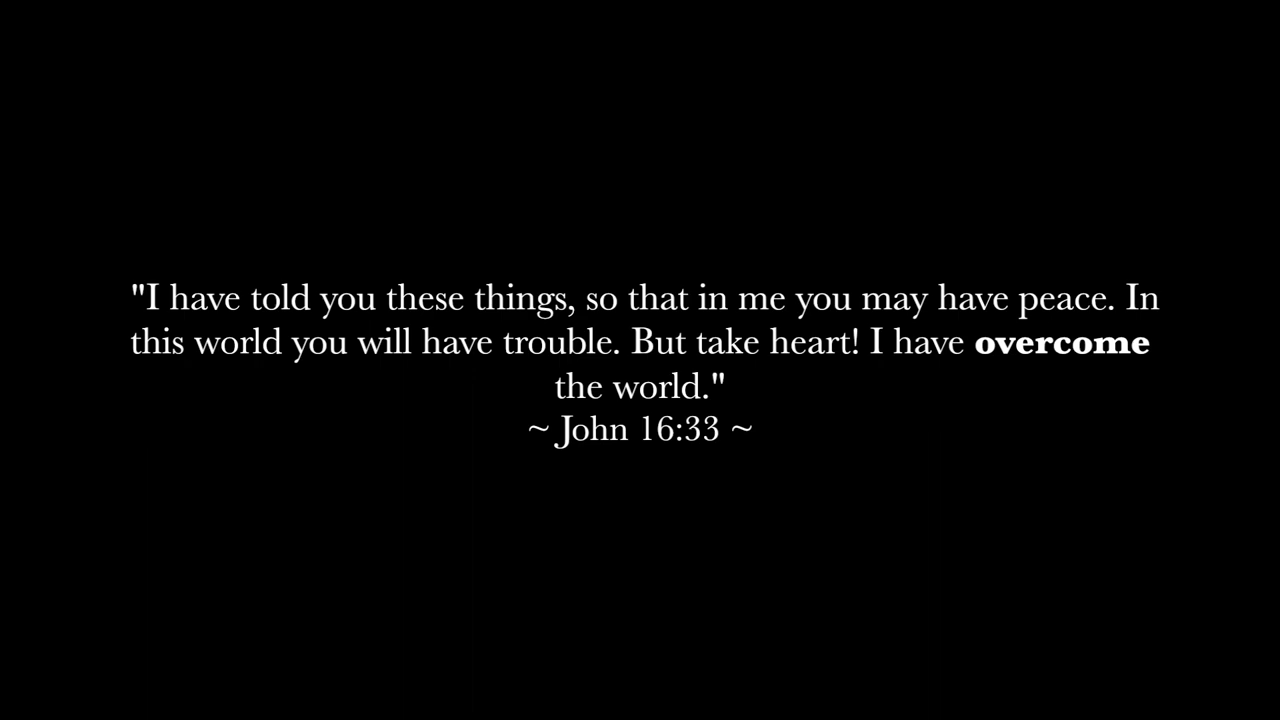 "I have told you these things, so that in me you may have peace. In
this world you will have trouble. But take heart! I have overcome
the world."
~ John 16:33 ~